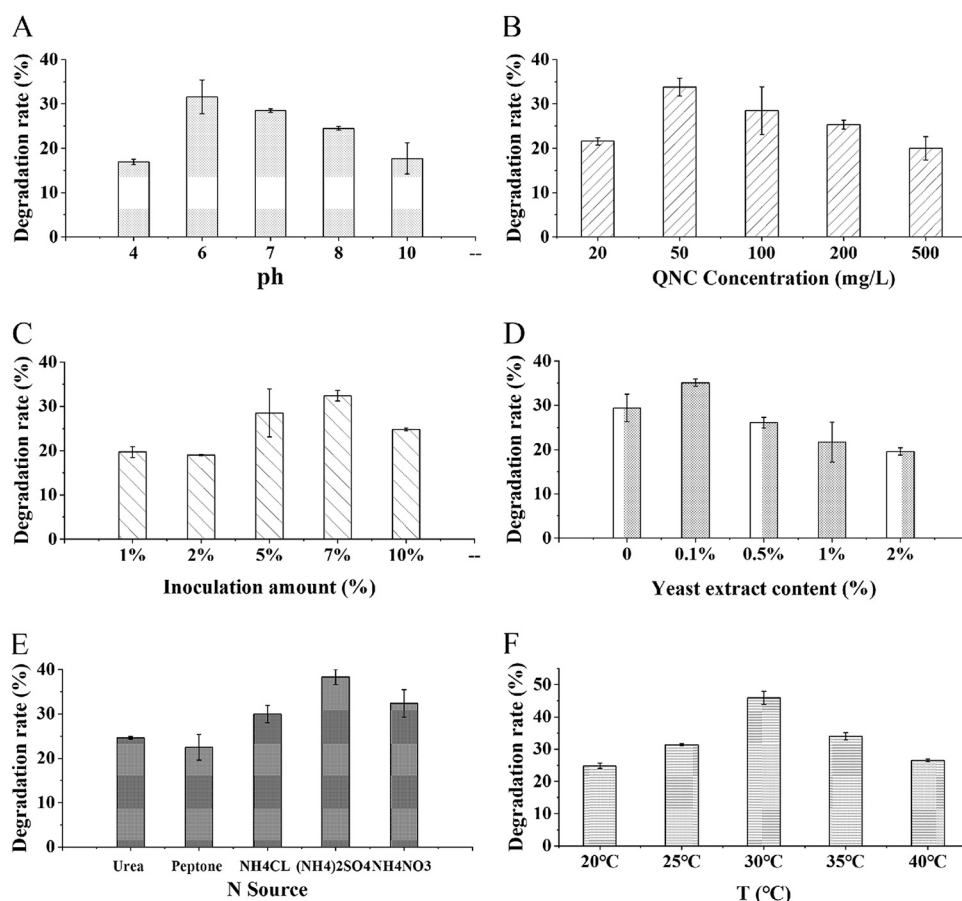 A
Degradation rate (%)
40
30
20
10
0
4 6 7 8 10 --
ph
B
Degradation rate (%)
40
30
20
10
0
20 50 100 200 500
QNC Concentration (mg/L)
C
Degradation rate (%)
40
30
20
10
0
1% 2% 5% 7% 10% --
Inoculation amount (%)
D
Degradation rate (%)
40
30
20
10
0
0 0.1% 0.5% 1% 2%
Yeast extract content (%)
E
Degradation rate (%)
40
30
20
10
0
Urea Peptone NH4CL (NH4)2SO4 NH4NO3
N Source
F
Degradation rate (%)
50
40
30
20
10
0
20°C 25°C 30°C 35°C 40°C
T (°C)